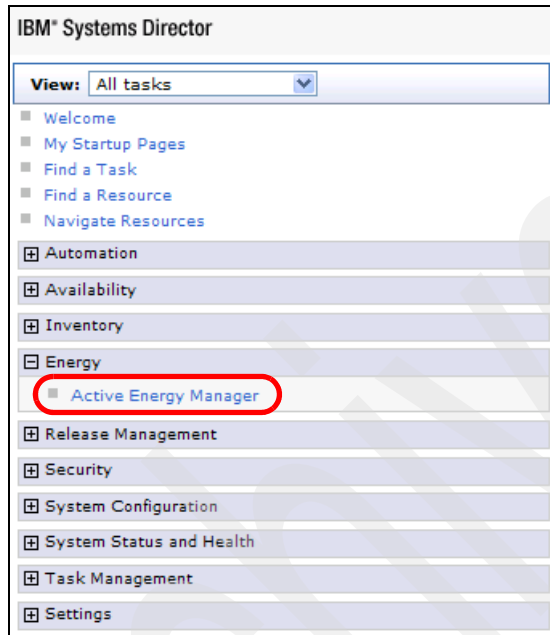 IBM® Systems Director
View: All tasks
Welcome
My Startup Pages
Find a Task
Find a Resource
Navigate Resources
Automation
Availability
Inventory
Energy
Active Energy Manager
Release Management
Security
System Configuration
System Status and Health
Task Management
Settings